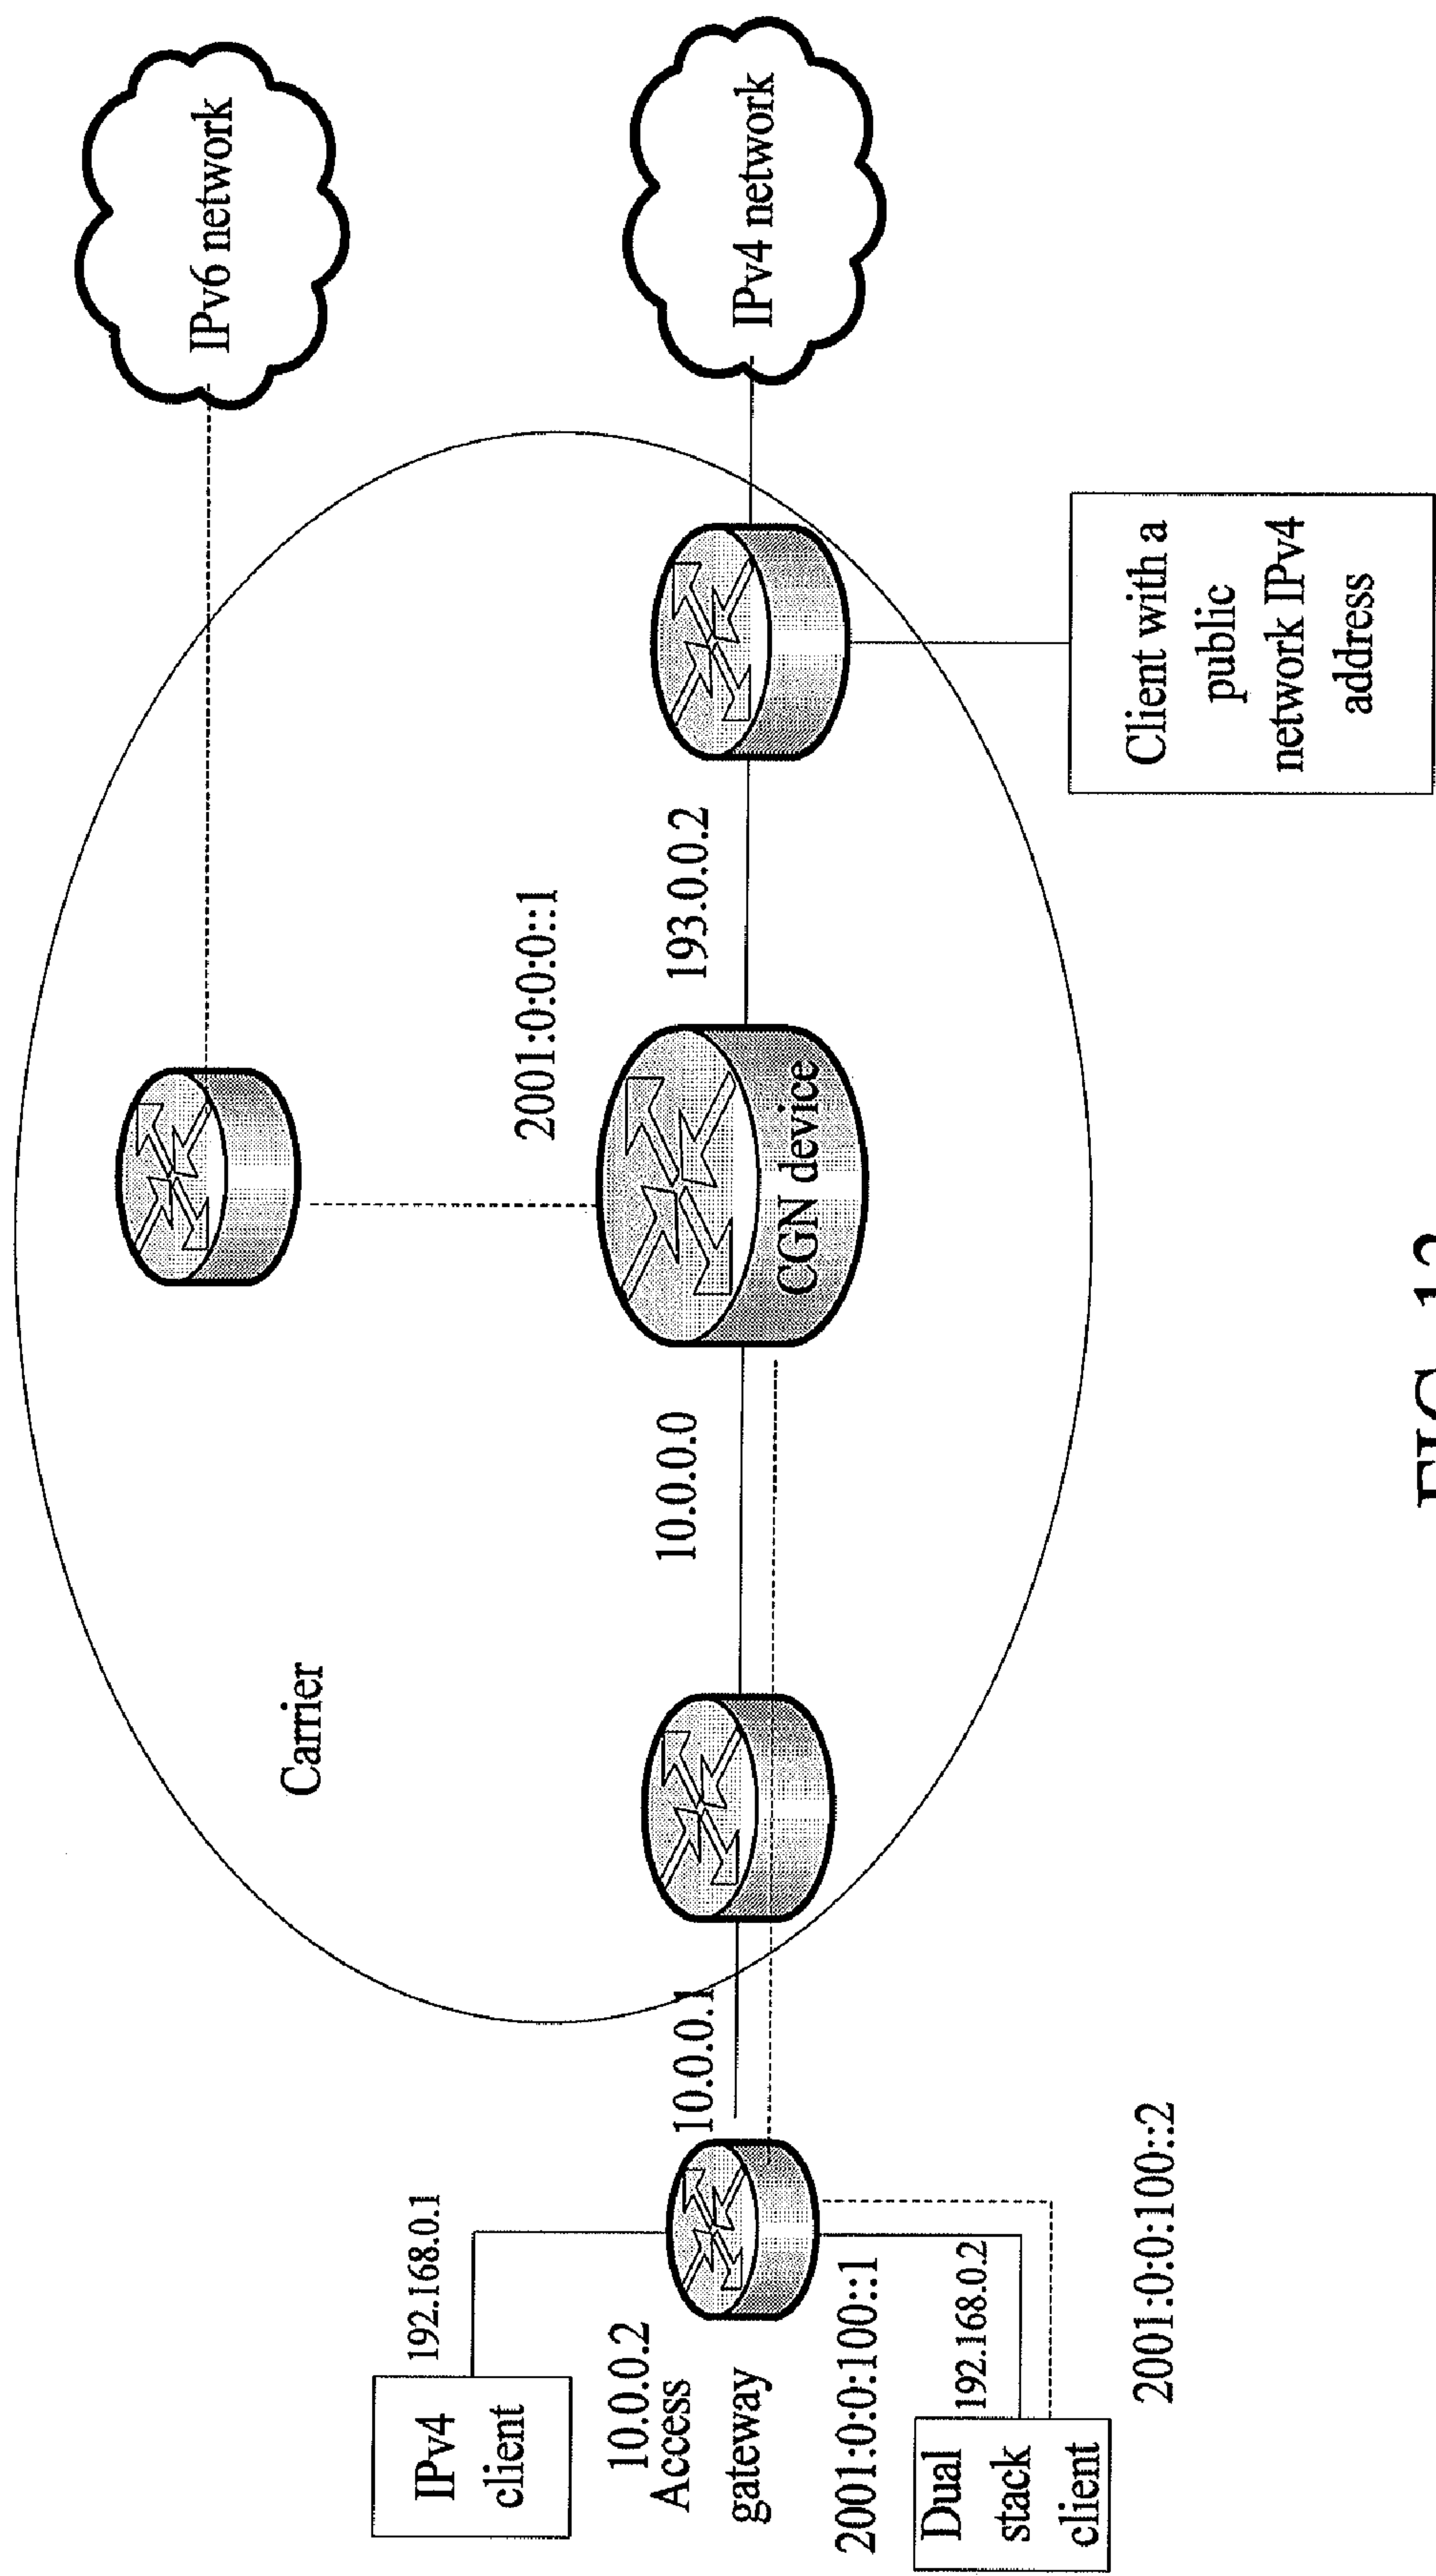 IPv6 network
IPv4 network
Carrier
2001:0:0:0::1
193.0.0.2
10.0.0.0
CGN device
10.0.0.1
192.168.0.1
IPv4
client
10.0.0.2
Access
gateway
2001:0:0:100::1
192.168.0.2
Dual
stack
client
2001:0:0:100::2
Client with a
public
network IPv4
address